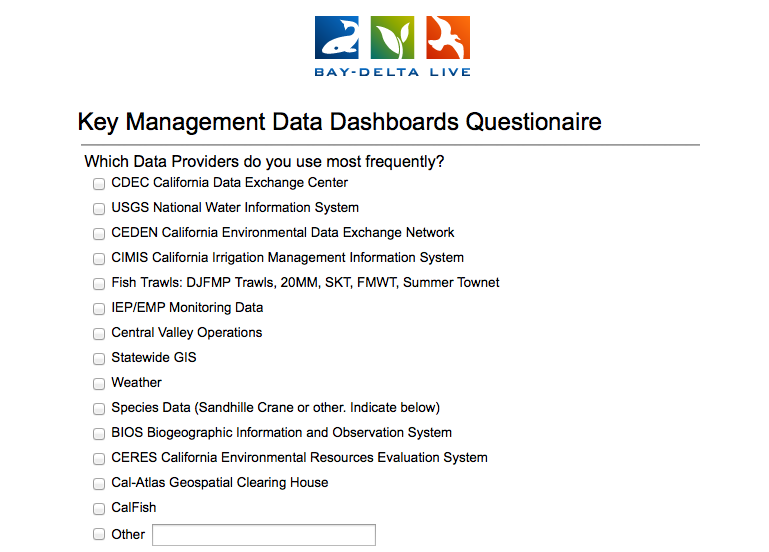 BAY-DELTA LIVE
Key Management Data Dashboards Questionaire
Which Data Providers do you use most frequently?
CDEC California Data Exchange Center
USGS National Water Information System
CEDEN California Environmental Data Exchange Network
CIMIS California Irrigation Management Information System
Fish Trawls: DJFMP Trawls, 20MM, SKT, FMWT, Summer Townet
IEP/EMP Monitoring Data
Central Valley Operations
Statewide GIS
Weather
Species Data (Sandhille Crane or other. Indicate below)
BIOS Biogeographic Information and Observation System
CERES California Environmental Resources Evaluation System
Cal-Atlas Geospatial Clearing House
CalFish
Other